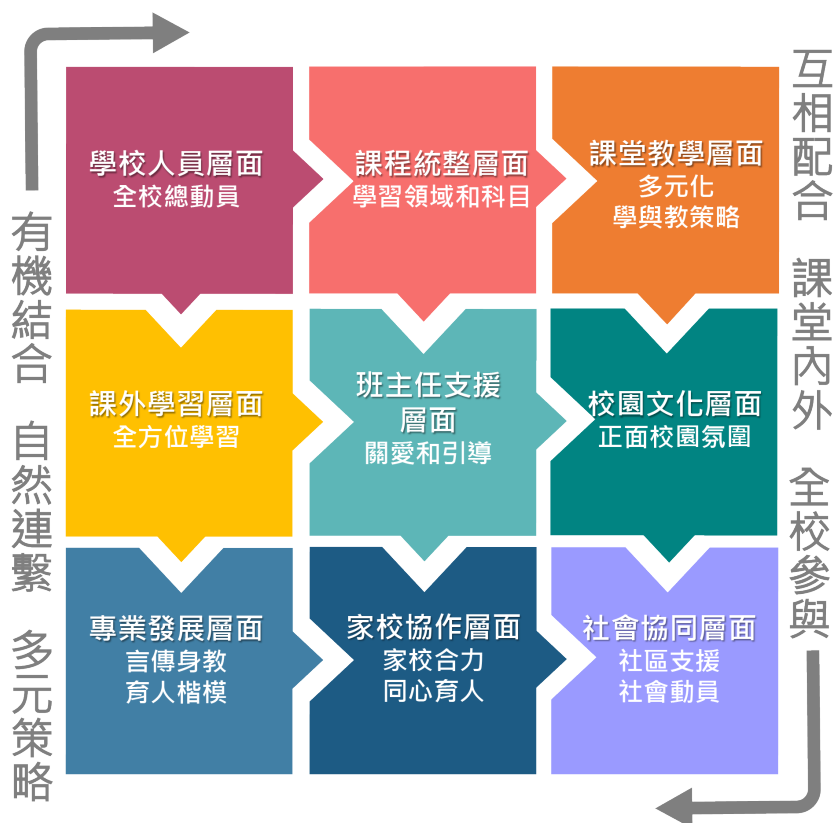 學校人員層面
全校總動員
課程統整層面
學習領域和科目
課堂教學層面
多元化
學與教策略
課外學習層面
全方位學習
班主任支援
層面
關愛和引導
校園文化層面
正面校園氛圍
專業發展層面
言傳身教
育人楷模
家校協作層面
家校合力
同心育人
社會協同層面
社區支援
社會動員
有機結合 自然連繫 多元策略
互相配合 課堂內外 全校參與